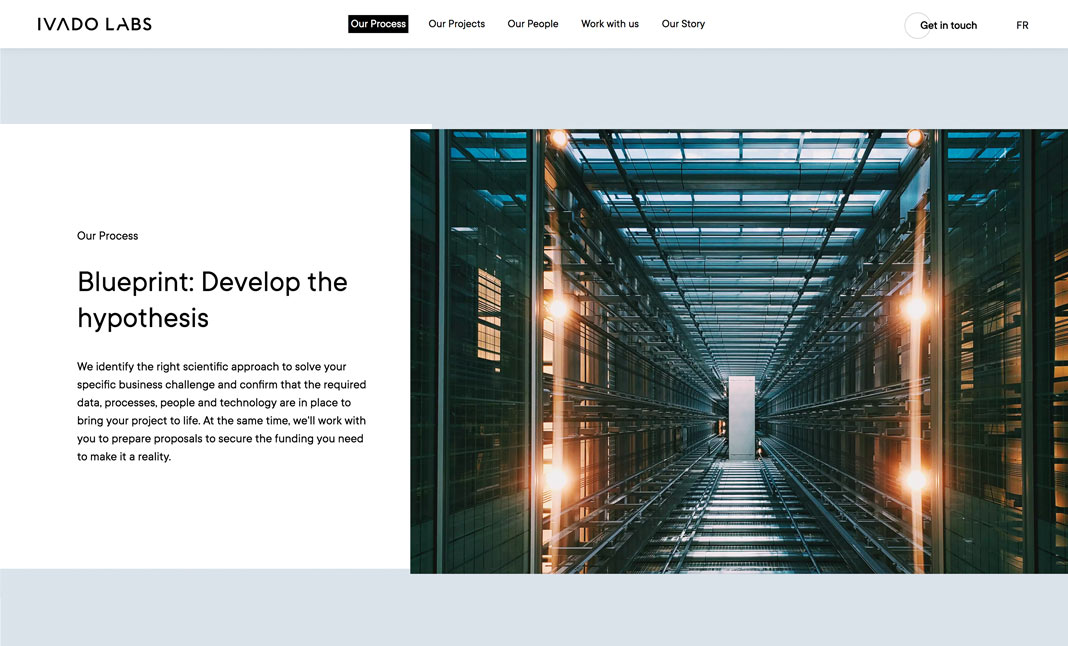 IVADO LABS
Our Process
Our Projects
Our People
Work with us
Our Story
Get in touch
FR
Our Process
Blueprint: Develop the
hypothesis
We identify the right scientific approach to solve your
specific business challenge and confirm that the required
data, processes, people and technology are in place to
bring your project to life. At the same time, we'll work with
you to prepare proposals to secure the funding you need
to make it a reality.